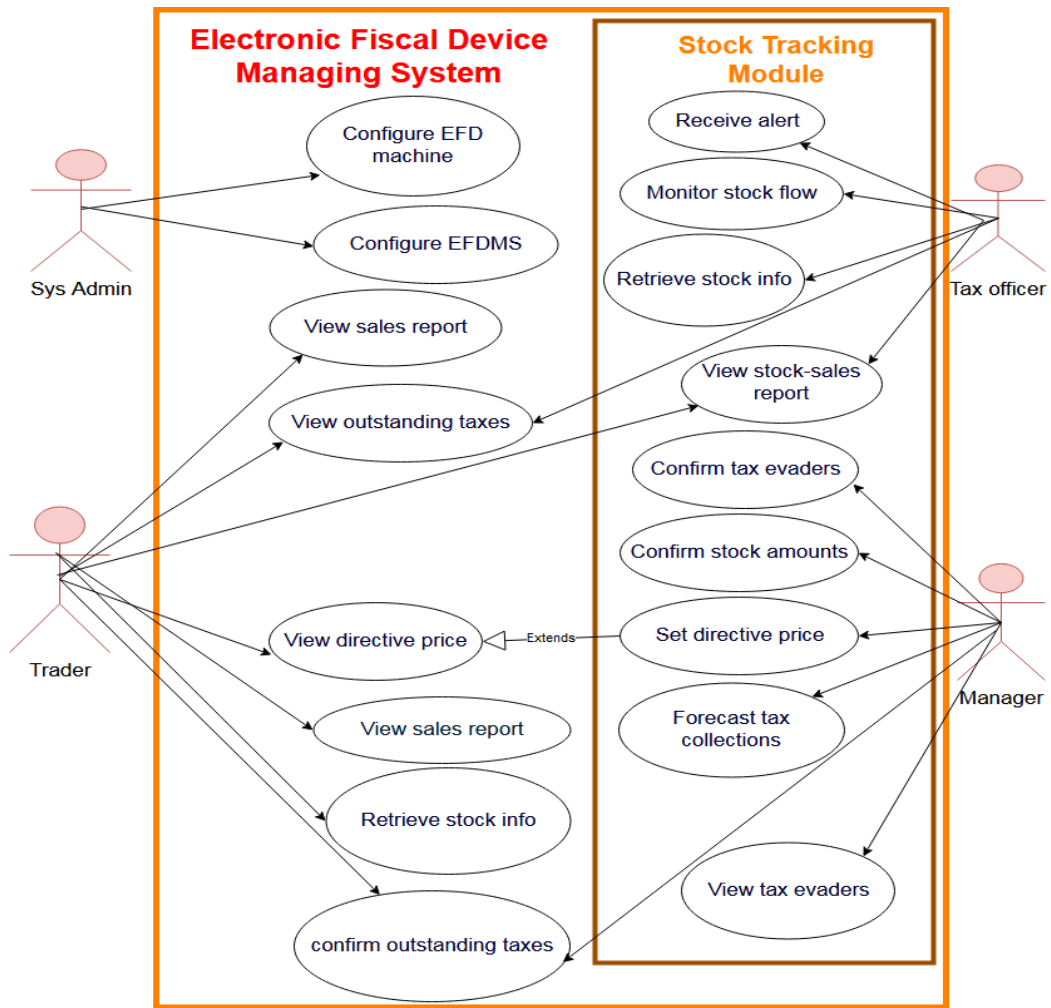 Electronic Fiscal Device
Managing System
Stock Tracking
Module
Configure EFD
machine
Receive alert
Monitor stock flow
Configure EFDMS
Retrieve stock info
Sys Admin
Tax officer
View sales report
View stock-sales
report
View outstanding taxes
Confirm tax evaders
Confirm stock amounts
View directive price
Extends
Set directive price
Trader
Manager
View sales report
Forecast tax
collections
Retrieve stock info
View tax evaders
confirm outstanding taxes